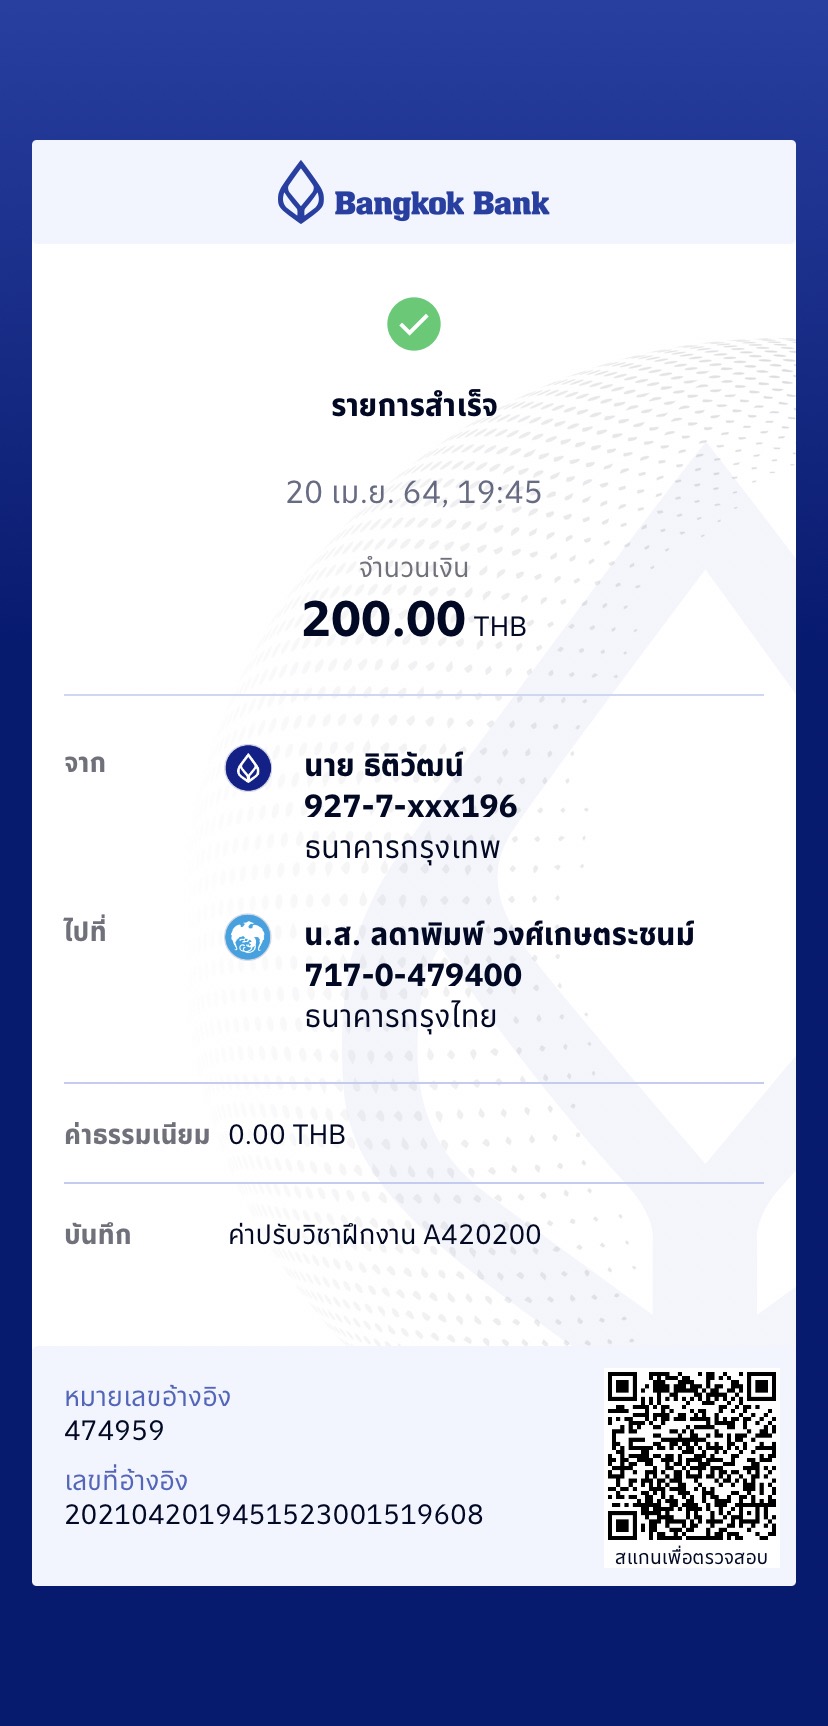 Bangkok Bank
รายการสำเร็จ
20 เม.ย. 64, 19:45
จำนวนเงิน
200.00 THB
จาก
นาย ธิติวัฒน์
927-7-xxx196
ธนาคารกรุงเทพ
ไปที่
น.ส. ลดาพิมพ์ วงศ์เกษตระชนม์
717-0-479400
ธนาคารกรุงไทย
ค่าธรรมเนียม 0.00 THB
บันทึก ค่าปรับวิชาฝึกงาน A420200
หมายเลขอ้างอิง
474959
เลขที่อ้างอิง
2021042019451523001519608
สแกนเพื่อตรวจสอบ